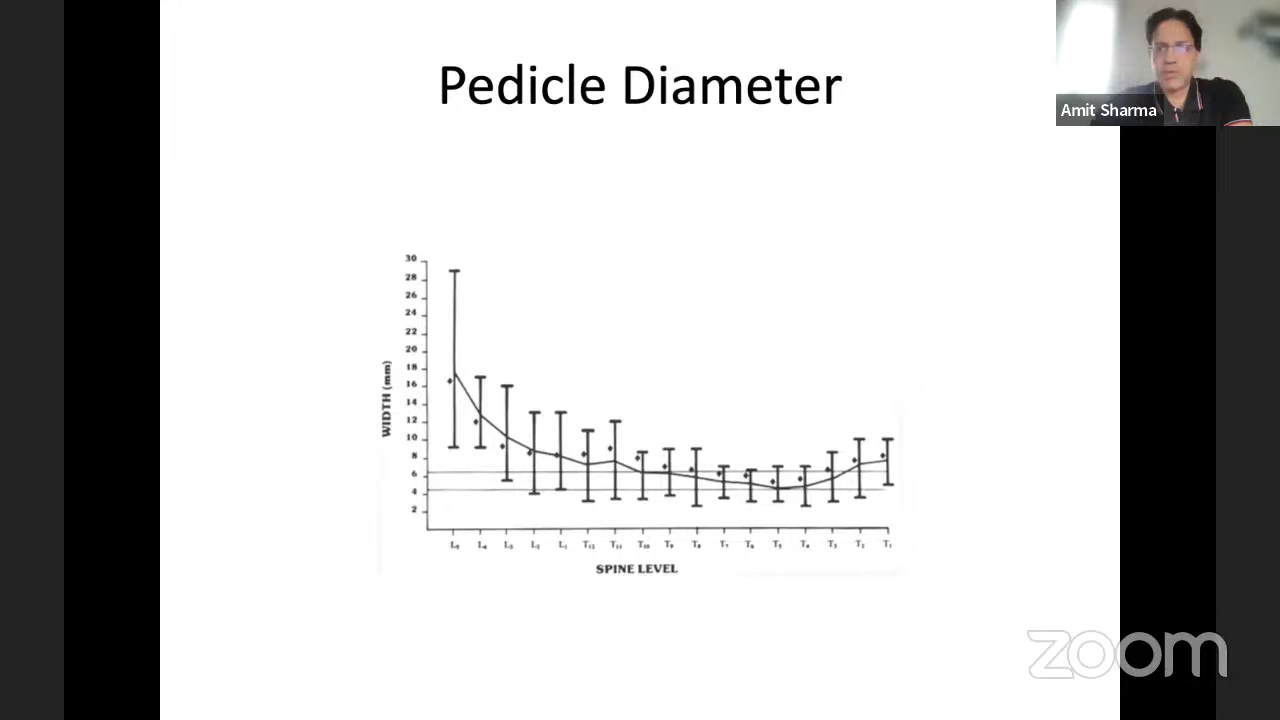 Pedicle Diameter
Amit Sharma
30
28
26
24
22
20
18
16
14
12
10
8
6
4
2
WIDTH (mm)
L5 L4 L3 L2 L1 T12 T11 T10 T9 T8 T7 T6 T5 T4 T3 T2 T1
SPINE LEVEL
zoom